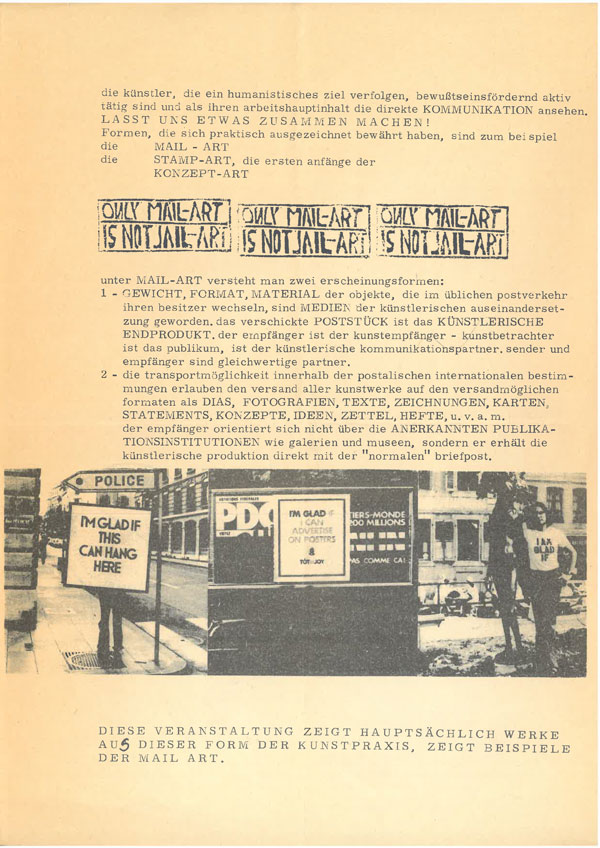 die künstler, die ein humanistisches ziel verfolgen, bewußtseinsfördernd aktiv
tätig sind und als ihren arbeitshauptinhalt die direkte KOMMUNIKATION ansehen.
LASST UNS ETWAS ZUSAMMEN MACHEN!
Formen, die sich praktisch ausgezeichnet bewährt haben, sind zum beispiel
die MAIL - ART
die STAMP-ART, die ersten anfänge der
KONZEPT-ART
ONLY MAIL-ART
IS NOT JAIL-ART
ONLY MAIL-ART
IS NOT JAIL-ART
ONLY MAIL-ART
IS NOT JAIL-ART
unter MAIL-ART versteht man zwei erscheinungsformen:
1 - GEWICHT, FORMAT, MATERIAL der objekte, die im üblichen postverkehr
ihren besitzer wechseln, sind MEDIEN der künstlerischen auseinanderset-
zung geworden. das verschickte POSTSTÜCK ist das KÜNSTLERISCHE
ENDPRODUKT. der empfänger ist der kunstempfänger - kunstbetrachter
ist das publikum, ist der künstlerische kommunikationspartner. sender und
empfänger sind gleichwertige partner.
2 - die transportmöglichkeit innerhalb der postalischen internationalen bestim-
mungen erlauben den versand aller kunstwerke auf den versandmöglichen
formaten als DIAS, FOTOGRAFIEN, TEXTE, ZEICHNUNGEN, KARTEN,
STATEMENTS, KONZEPTE, IDEEN, ZETTEL, HEFTE, u.v.a.m.
der empfänger orientiert sich nicht über die ANERKANNTEN PUBLIKA-
TIONSINSTITUTIONEN wie galerien und museen, sondern er erhält die
künstlerische produktion direkt mit der "normalen" briefpost.
POLICE
I'M GLAD IF
THIS
CAN HANG
HERE
PDC
I'M GLAD IF
I CAN
ADVERTISE
ON POSTERS
&
TÓT JOY
TIERS-MONDE
200 MILLIONS
PAS COMME CA!
I AM
GLAD
IF
DIESE VERANSTALTUNG ZEIGT HAUPTSÄCHLICH WERKE
AUS DIESER FORM DER KUNSTPRAXIS, ZEIGT BEISPIELE
DER MAIL ART.